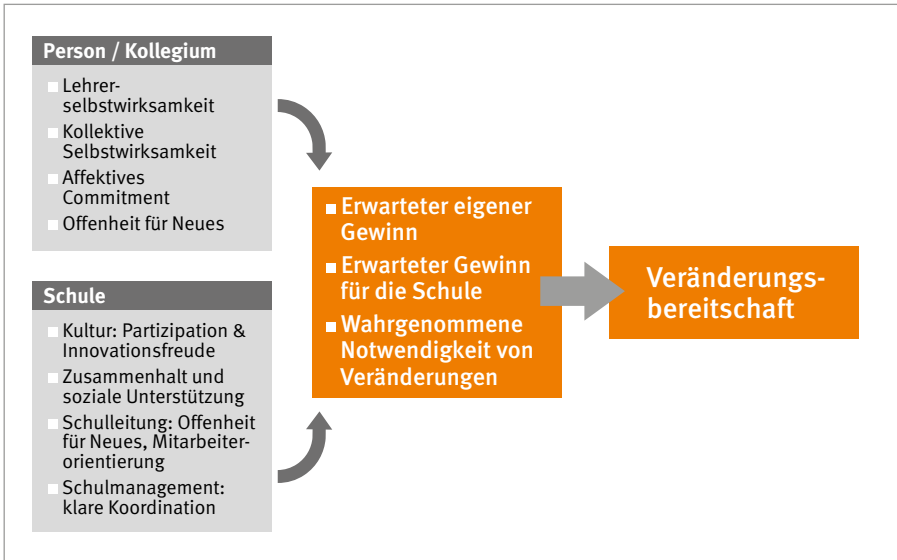 Person / Kollegium
Lehrer-
selbstwirksamkeit
Kollektive
Selbstwirksamkeit
Affektives
Commitment
Offenheit für Neues
Schule
Kultur: Partizipation &
Innovationsfreude
Zusammenhalt und
soziale Unterstützung
Schulleitung: Offenheit
für Neues, Mitarbeiter-
orientierung
Schulmanagement:
klare Koordination
Erwarteter eigener
Gewinn
Erwarteter Gewinn
für die Schule
Wahrgenommene
Notwendigkeit von
Veränderungen
Veränderungs-
bereitschaft